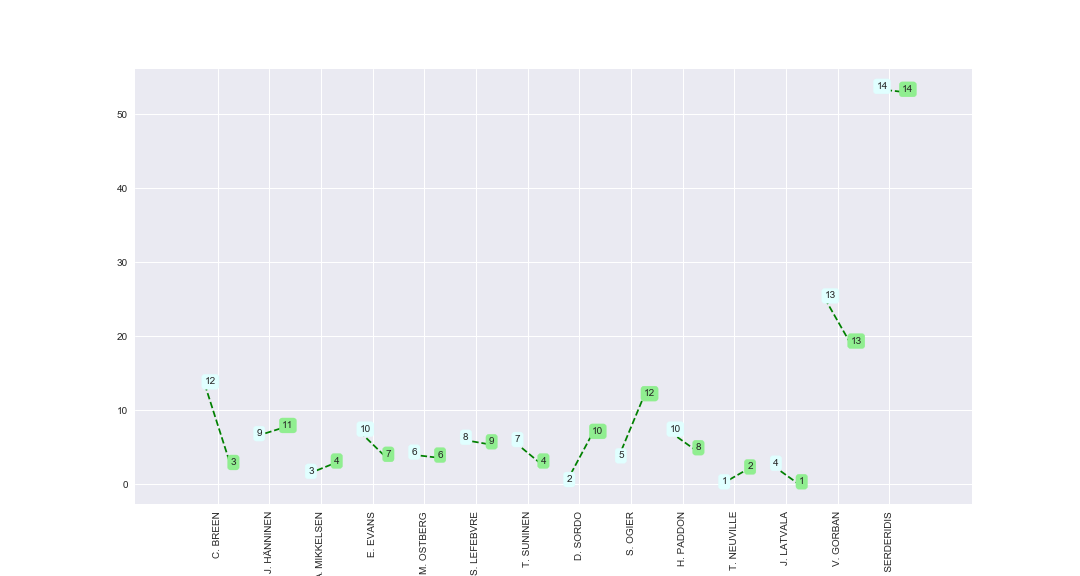 50
40
30
20
10
0
12
3
9
11
3
4
10
7
6
6
8
9
7
4
2
10
5
12
10
8
1
2
4
1
13
13
14
14
C. BREEN
J. HÄNNINEN
MIKKELSEN
E. EVANS
M. OSTBERG
S. LEFEBVRE
T. SUNINEN
D. SORDO
S. OGIER
H. PADDON
T. NEUVILLE
J. LATVALA
V. GORBAN
SERDERIDIS